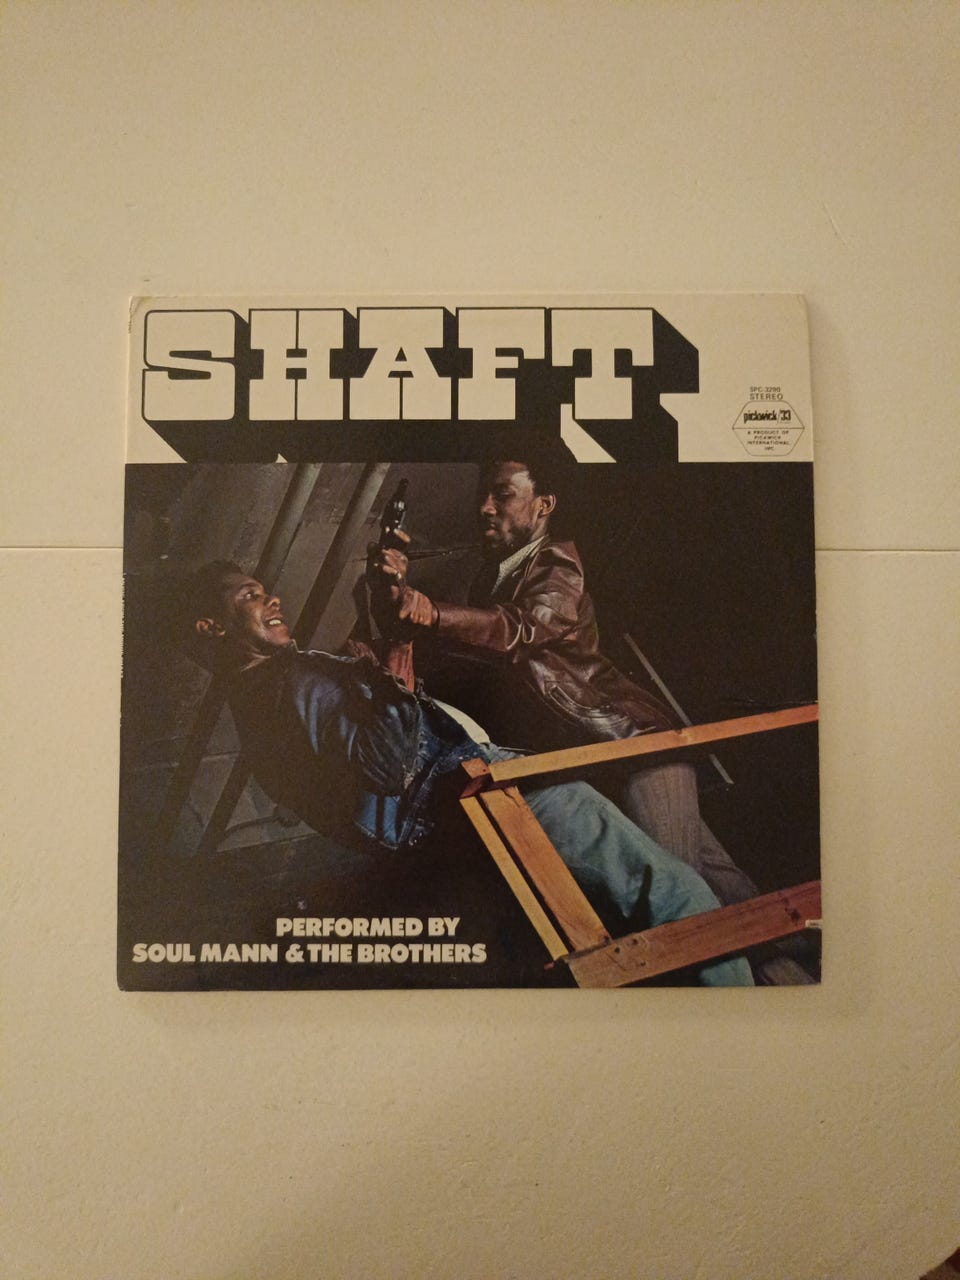 SHAFT
SPC-3290
STEREO
pickwick/33
A PRODUCT OF
PICKWICK
INTERNATIONAL,
INC.
PERFORMED BY
SOUL MANN & THE BROTHERS